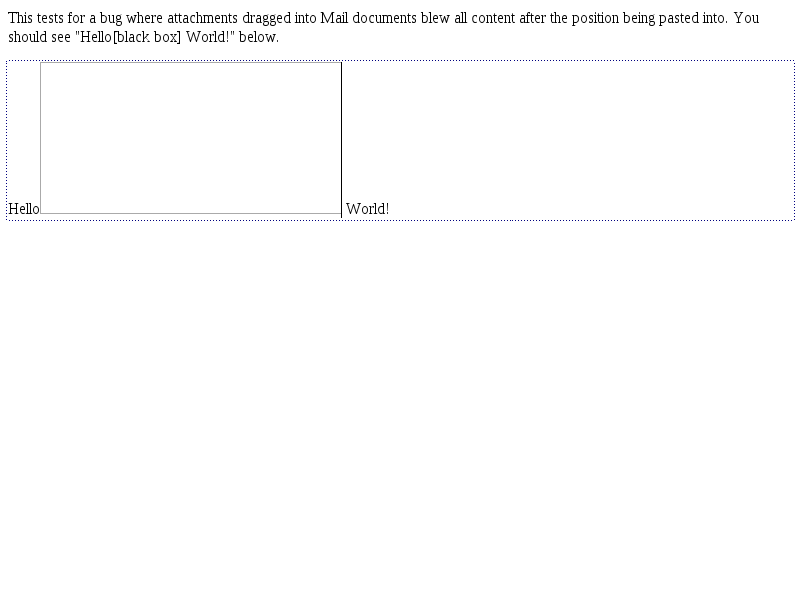 This tests for a bug where attachments dragged into Mail documents blew all content after the position being pasted into. You
should see "Hello[black box] World!" below.
Hello World!